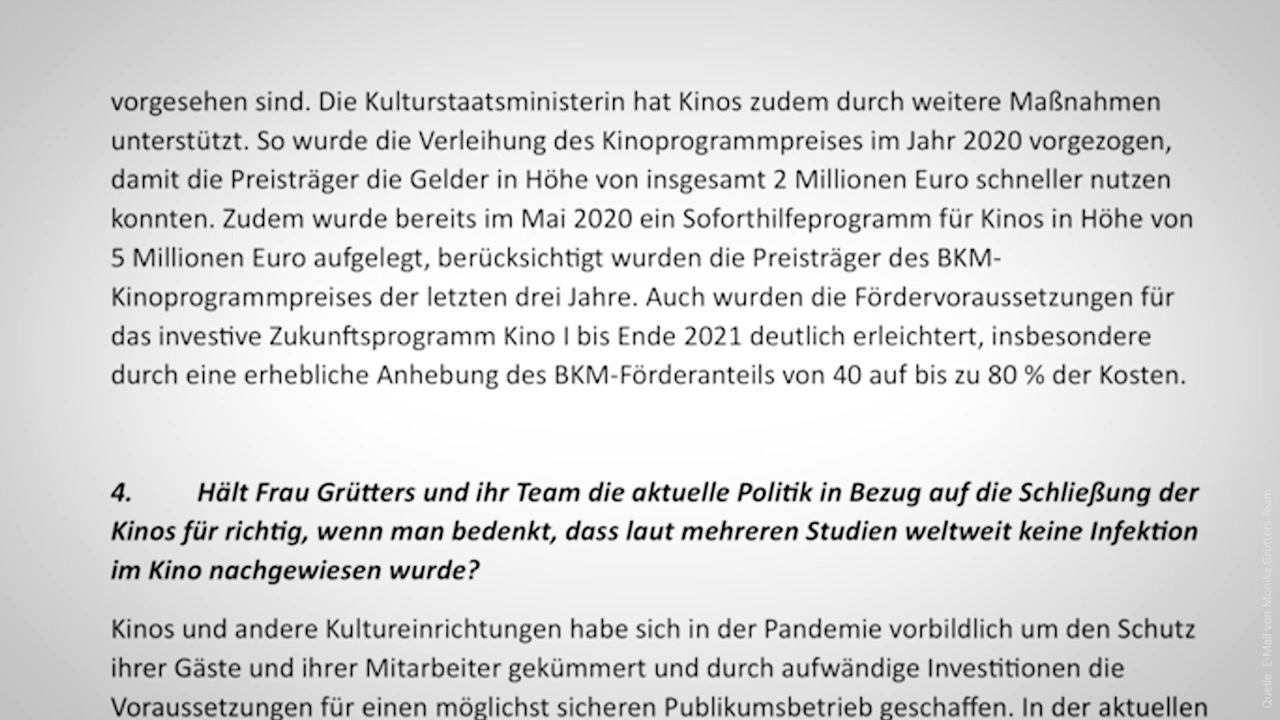 vorgesehen sind. Die Kulturstaatsministerin hat Kinos zudem durch weitere Maßnahmen
unterstützt. So wurde die Verleihung des Kinoprogrammpreises im Jahr 2020 vorgezogen,
damit die Preisträger die Gelder in Höhe von insgesamt 2 Millionen Euro schneller nutzen
konnten. Zudem wurde bereits im Mai 2020 ein Soforthilfeprogramm für Kinos in Höhe von
5 Millionen Euro aufgelegt, berücksichtigt wurden die Preisträger des BKM-
Kinoprogrammpreises der letzten drei Jahre. Auch wurden die Fördervoraussetzungen für
das investive Zukunftsprogramm Kino I bis Ende 2021 deutlich erleichtert, insbesondere
durch eine erhebliche Anhebung des BKM-Förderanteils von 40 auf bis zu 80 % der Kosten.
4. Hält Frau Grütters und ihr Team die aktuelle Politik in Bezug auf die Schließung der
Kinos für richtig, wenn man bedenkt, dass laut mehreren Studien weltweit keine Infektion
im Kino nachgewiesen wurde?
Kinos und andere Kultureinrichtungen habe sich in der Pandemie vorbildlich um den Schutz
ihrer Gäste und ihrer Mitarbeiter gekümmert und durch aufwändige Investitionen die
Voraussetzungen für einen möglichst sicheren Publikumsbetrieb geschaffen. In der aktuellen
Quelle: E-Mail von Monika Grütters Team